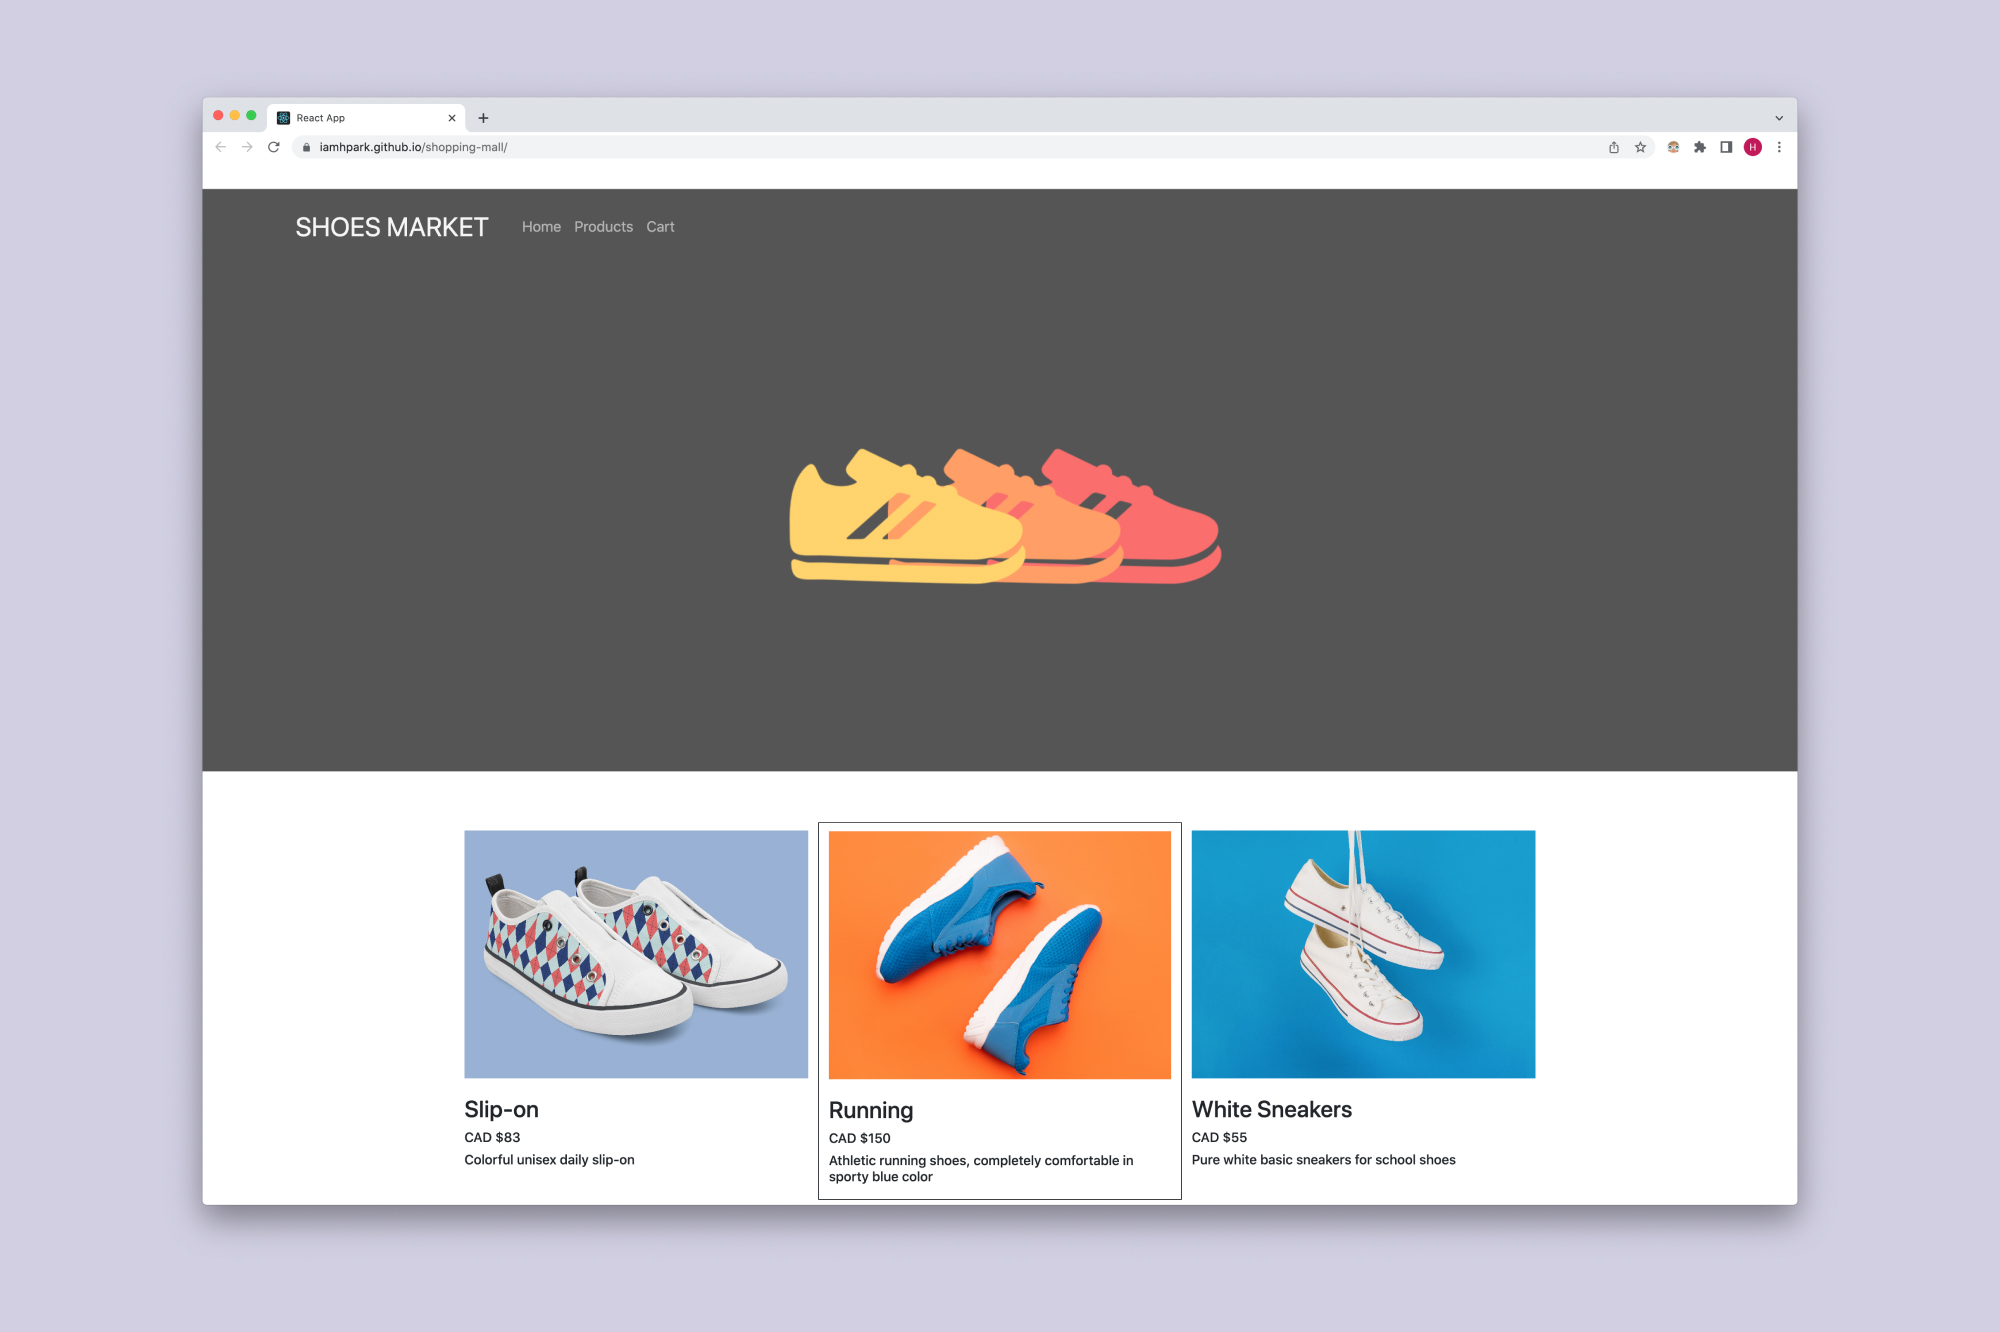 React App
iamhpark.github.io/shopping-mall/
H
SHOES MARKET
Home Products Cart
Slip-on
CAD $83
Colorful unisex daily slip-on
Running
CAD $150
Athletic running shoes, completely comfortable in
sporty blue color
White Sneakers
CAD $55
Pure white basic sneakers for school shoes